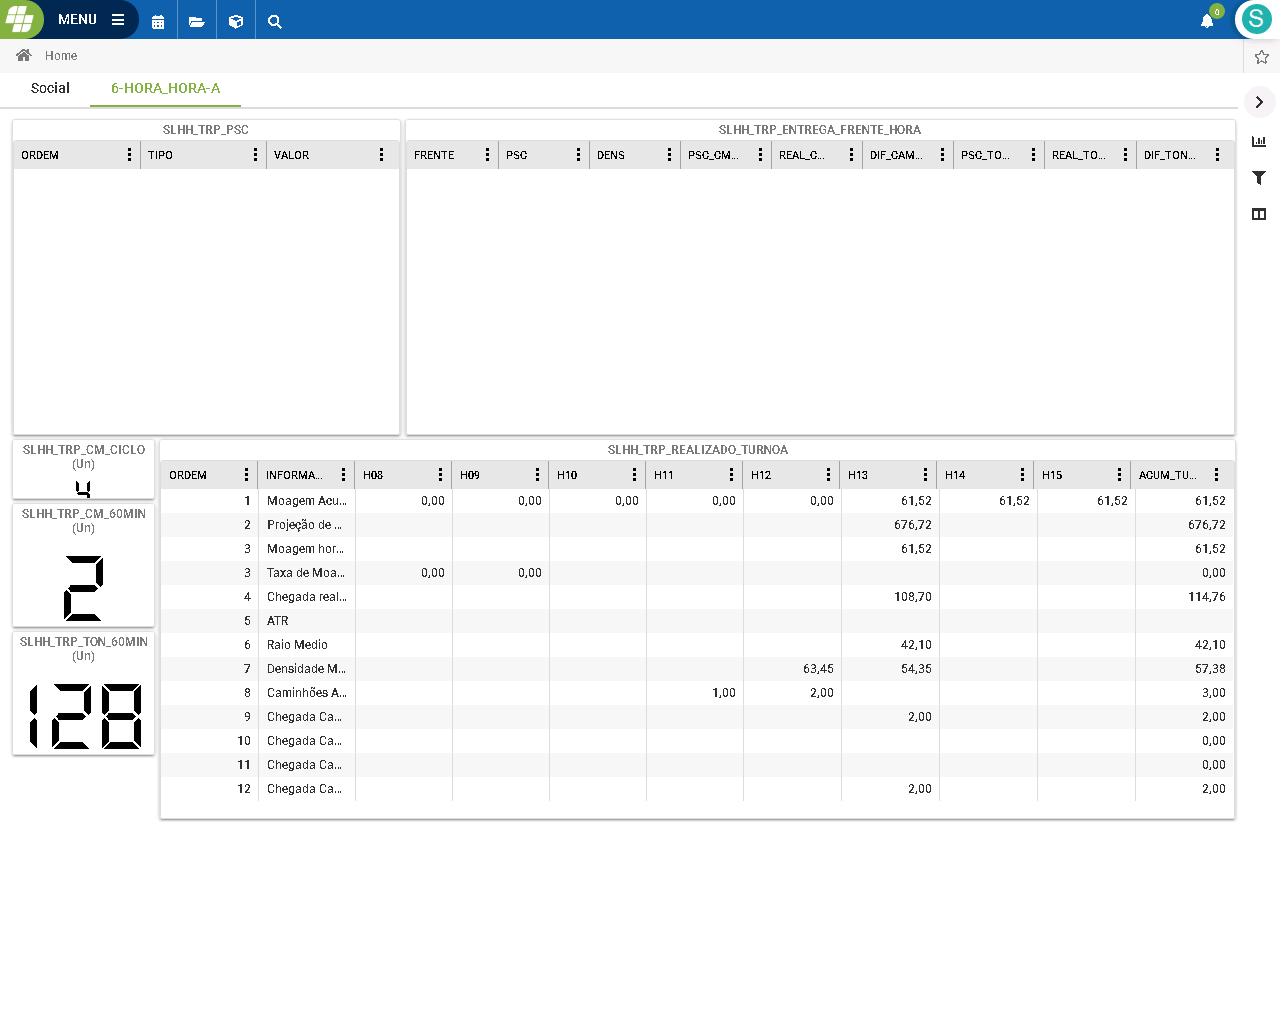 MENU
0
S
Home
Social 6-HORA_HORA-A
SLHH_TRP_PSC
ORDEM TIPO VALOR
SLHH_TRP_ENTREGA_FRENTE_HORA
FRENTE PSC DENS PSC_CM... REAL_C... DIF_CAM... PSC_TO... REAL_TO... DIF_TON...
SLHH_TRP_CM_CICLO
(Un)
4
SLHH_TRP_CM_60MIN
(Un)
2
SLHH_TRP_TON_60MIN
(Un)
128
SLHH_TRP_REALIZADO_TURNOA
ORDEM INFORMA... H08 H09 H10 H11 H12 H13 H14 H15 ACUM_TU...
1 Moagem Acu... 0,00 0,00 0,00 0,00 0,00 61,52 61,52 61,52 61,52
2 Projeção de ... 676,72 676,72
3 Moagem hor... 61,52 61,52
3 Taxa de Moa... 0,00 0,00 0,00
4 Chegada real... 108,70 114,76
5 ATR
6 Raio Medio 42,10 42,10
7 Densidade M... 63,45 54,35 57,38
8 Caminhões A... 1,00 2,00 3,00
9 Chegada Ca... 2,00 2,00
10 Chegada Ca... 0,00
11 Chegada Ca... 0,00
12 Chegada Ca... 2,00 2,00